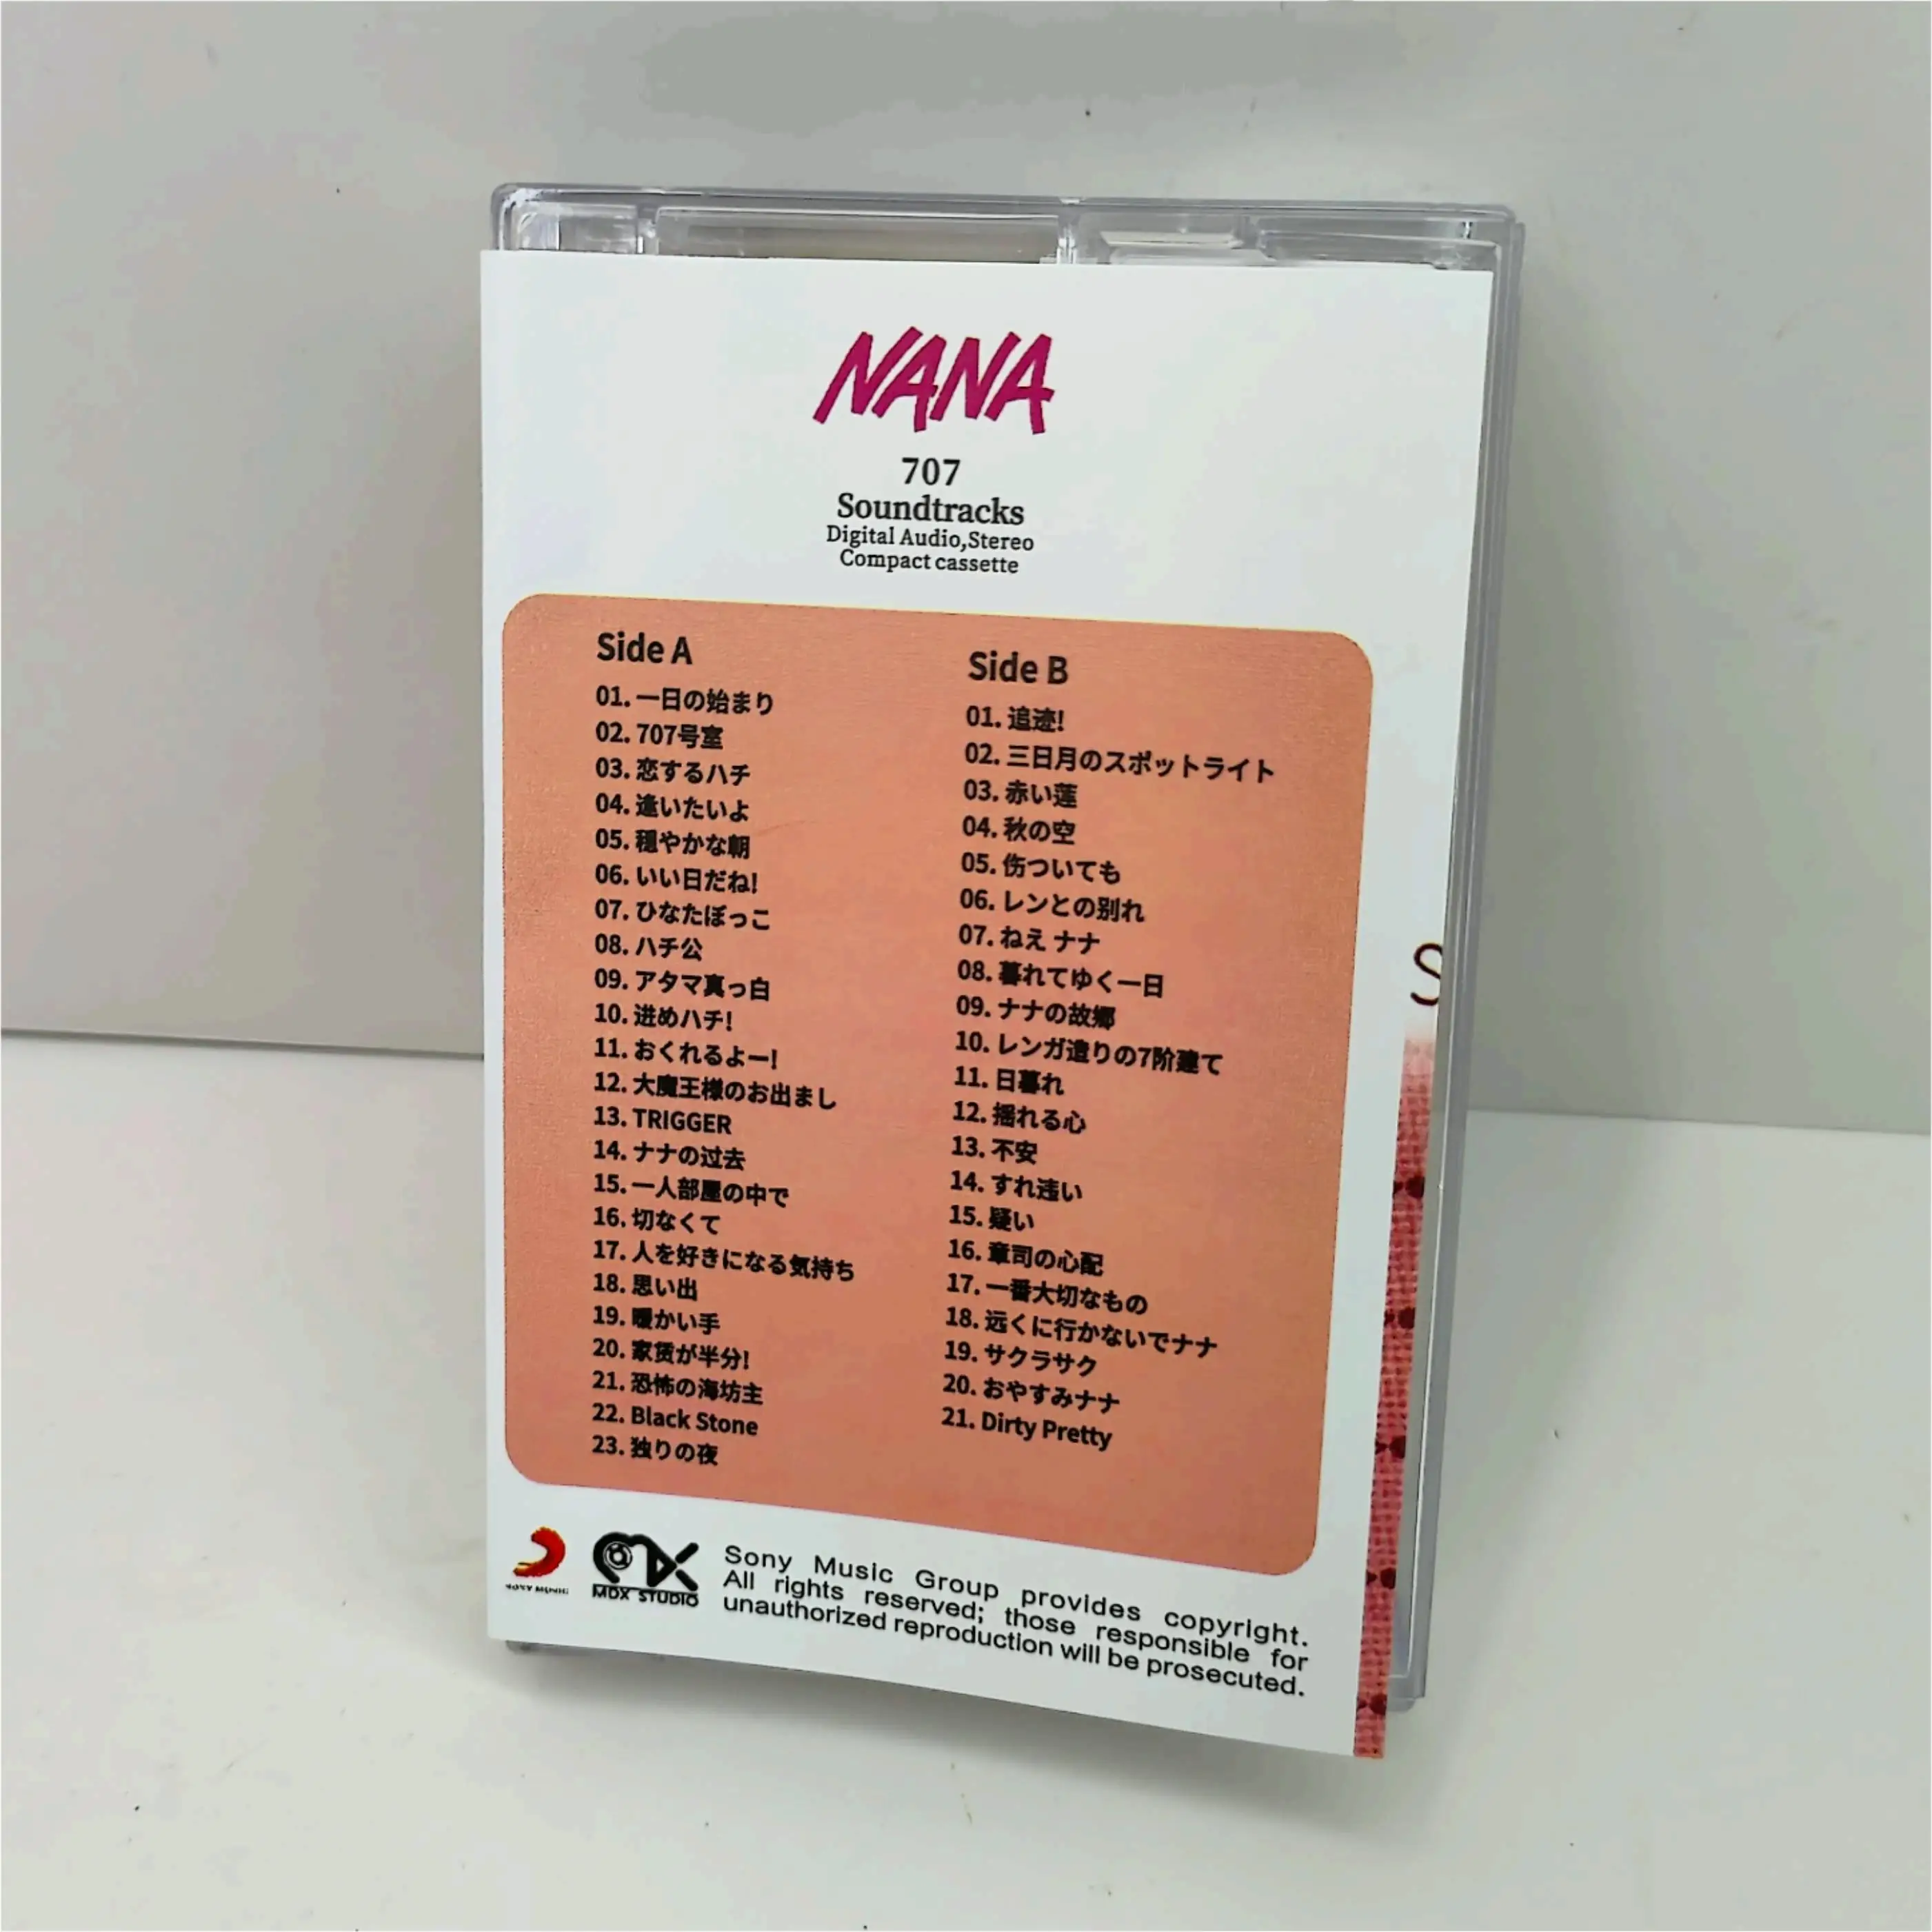 NANA
707
Soundtracks
Digital Audio,Stereo
Compact cassette
Side A
01. 一日の始まり
02. 707号室
03. 恋するハチ
04. 逢いたいよ
05. 穏やかな朝
06. いい日だね!
07. ひなたぼっこ
08. ハチ公
09. アタマ真っ白
10. 进めハチ!
11. おくれるよー!
12. 大魔王様のお出まし
13. TRIGGER
14. ナナの过去
15. 一人部屋の中で
16. 切なくて
17. 人を好きになる気持ち
18. 思い出
19. 暖かい手
20. 家赁が半分!
21. 恐怖の海坊主
22. Black Stone
23. 独りの夜
Side B
01. 追迹!
02. 三日月のスポットライト
03. 赤い莲
04. 秋の空
05. 伤ついても
06. レンとの別れ
07. ねえ ナナ
08. 暮れてゆく一日
09. ナナの故郷
10. レンガ造りの7阶建て
11. 日暮れ
12. 揺れる心
13. 不安
14. すれ违い
15. 疑い
16. 章司の心配
17. 一番大切なもの
18. 远くに行かないでナナ
19. サクラサク
20. おやすみナナ
21. Dirty Pretty
S
SONY MUSIC
MDX STUDIO
Sony Music Group provides copyright.
All rights reserved; those responsible for
unauthorized reproduction will be prosecuted.